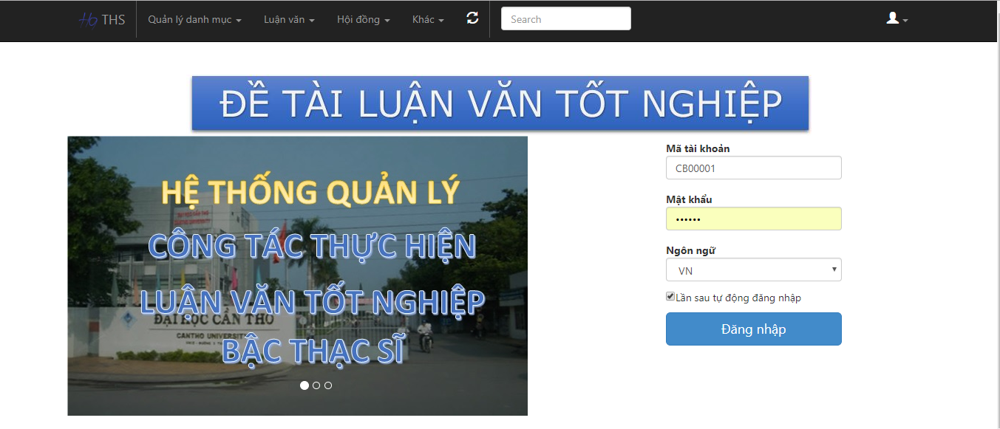 Ho THS
Quản lý danh mục
Luận văn
Hội đồng
Khác
Search
ĐỀ TÀI LUẬN VĂN TỐT NGHIỆP
HỆ THỐNG QUẢN LÝ
CÔNG TÁC THỰC HIỆN
LUẬN VĂN TỐT NGHIỆP
ĐẠI HỌC CẦN THƠ
CANTHO UNIVERSITY
BẬC THẠC SĨ
Mã tài khoản
CB00001
Mật khẩu
••••••
Ngôn ngữ
VN
Lần sau tự động đăng nhập
Đăng nhập